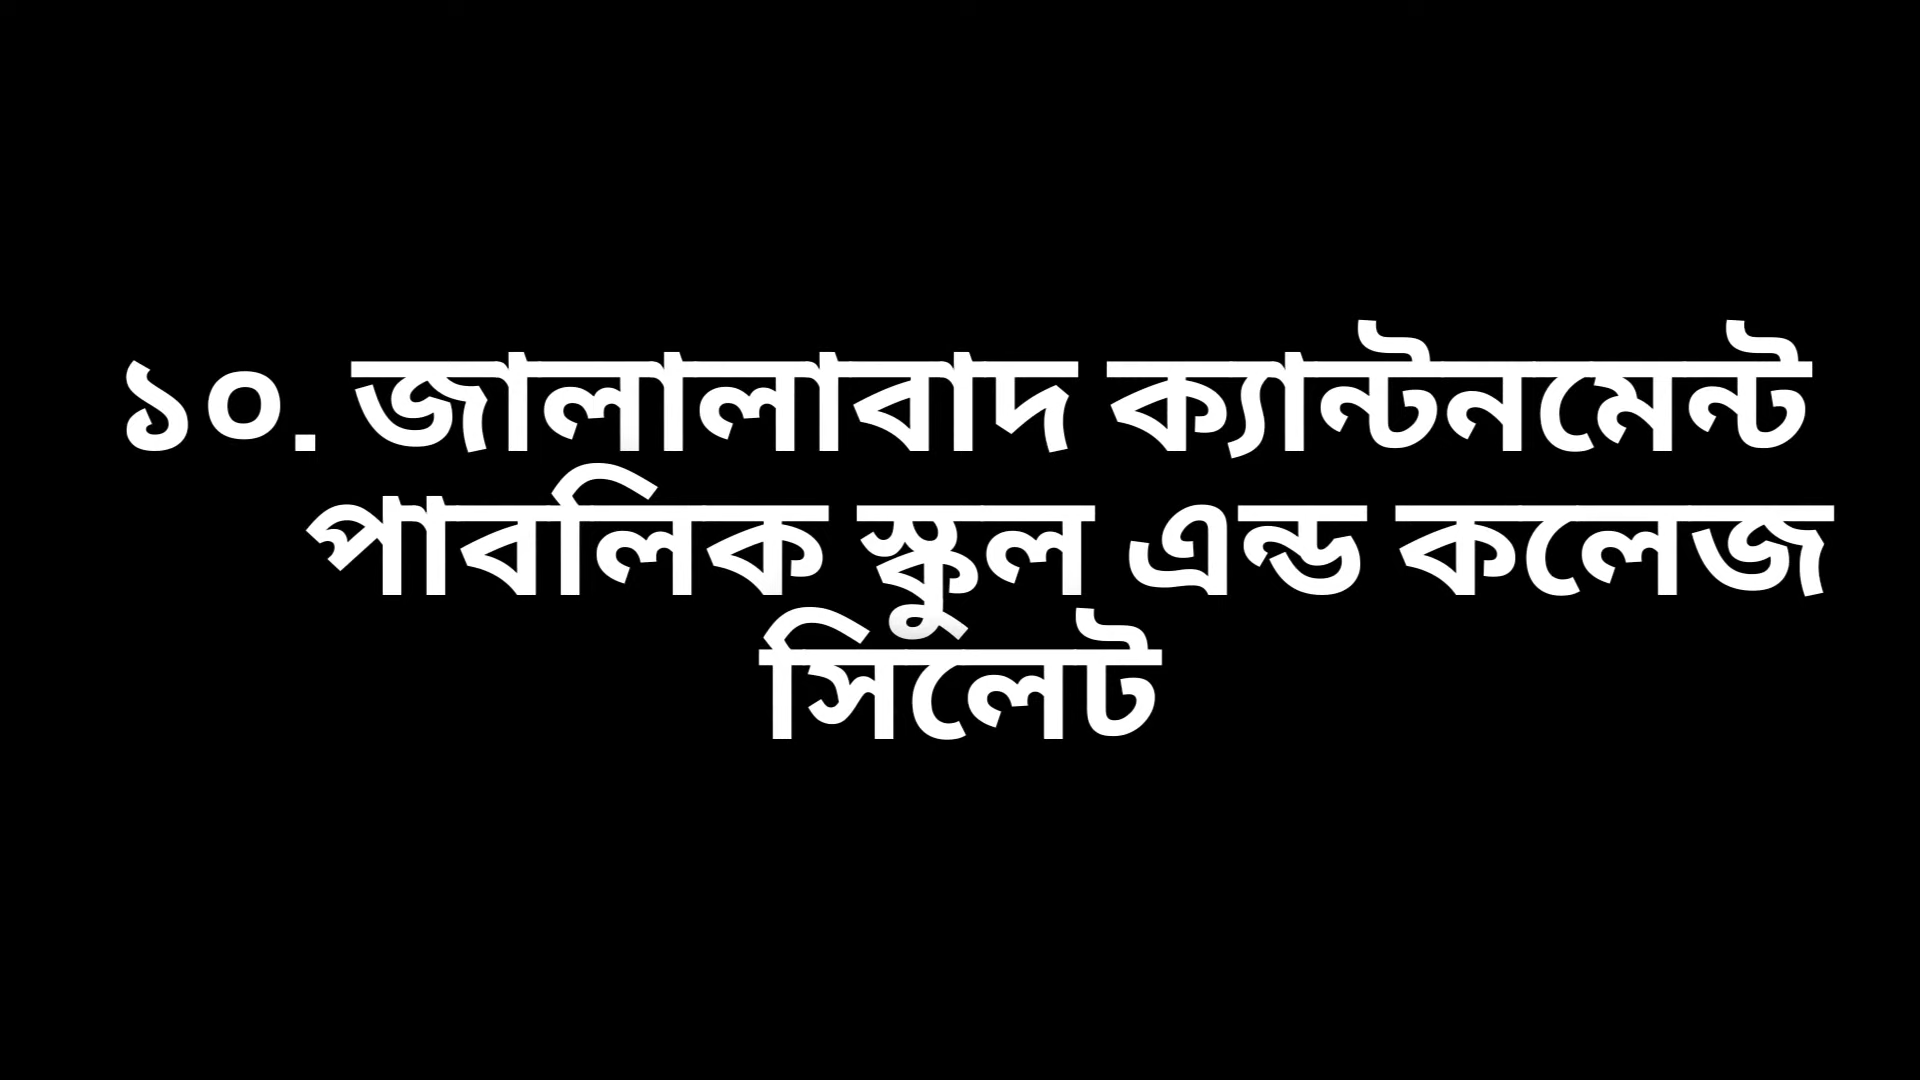 ১০. জালালাবাদ ক্যান্টনমেন্ট
পাবলিক স্কুল এন্ড কলেজ
সিলেট